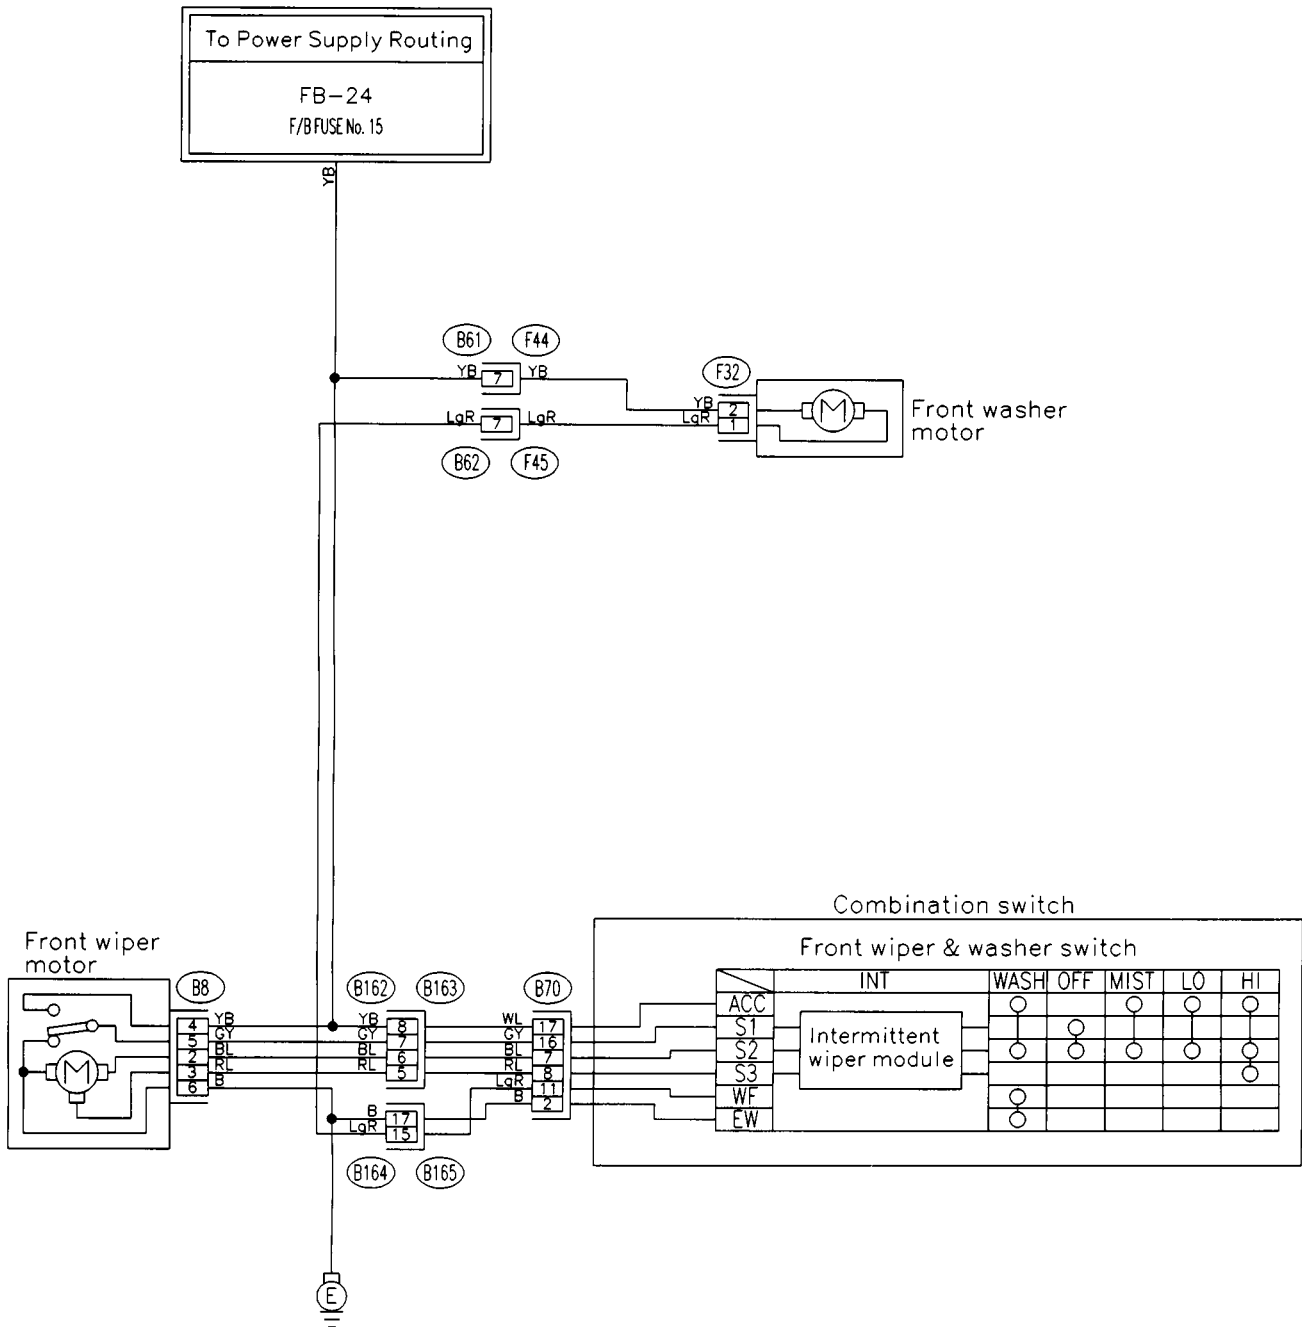 To Power Supply Routing
FB-24
F/B FUSE No. 15
YB
B61 F44
YB 7 YB
F32
YB 2
LgR 7 LgR
LgR 1
M
Front washer
motor
B62 F45
Combination switch
Front wiper
motor
Front wiper & washer switch
B8 B162 B163 B70
INT WASH OFF MIST LO HI
ACC
4 YB YB 8 WL 17
S1
5 GY GY 7 GY 16
Intermittent
wiper module
2 BL BL 6 BL 7
S2
3 RL RL 5 RL 8
S3
M
6 B LgR 11
WF
B 2
EW
B 17
LgR 15
B164 B165
E